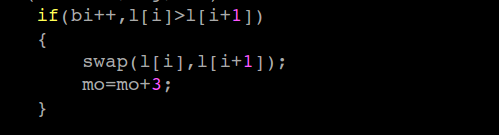 if(bi++,l[i]>l[i+1])
{
swap(l[i],l[i+1]);
mo=mo+3;
}